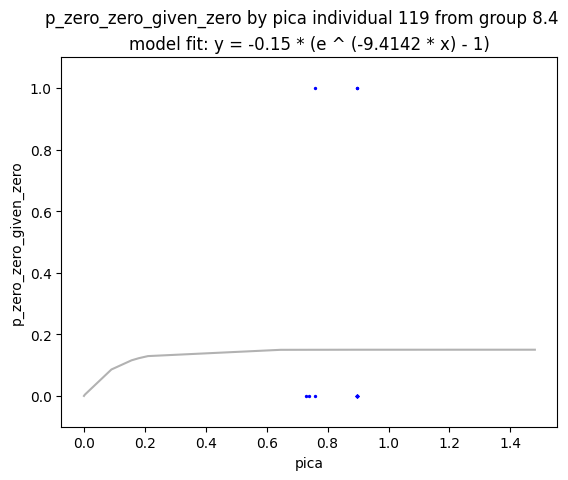 p_zero_zero_given_zero by pica individual 119 from group 8.4
model fit: y = -0.15 * (e ^ (-9.4142 * x) - 1)
1.0
0.8
0.6
0.4
0.2
0.0
p_zero_zero_given_zero
0.0 0.2 0.4 0.6 0.8 1.0 1.2 1.4
pica